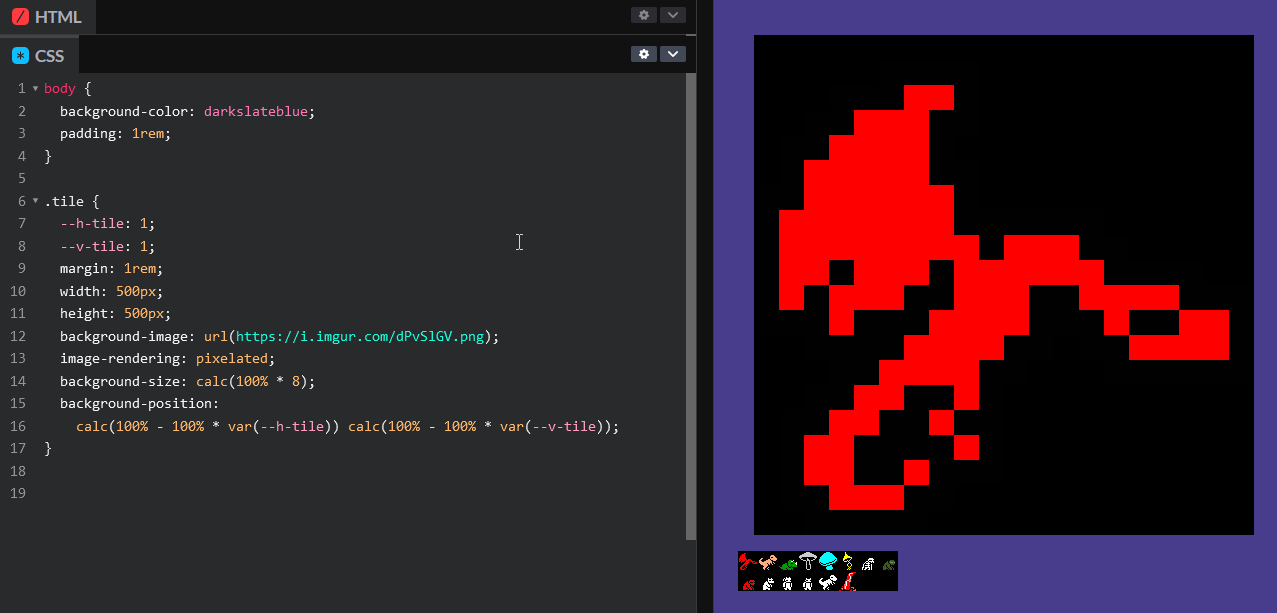 HTML
CSS
1 body {
2 background-color: darkslateblue;
3 padding: 1rem;
4 }
5
6 .tile {
7 --h-tile: 1;
8 --v-tile: 1;
9 margin: 1rem;
10 width: 500px;
11 height: 500px;
12 background-image: url(https://i.imgur.com/dPvSlGV.png);
13 image-rendering: pixelated;
14 background-size: calc(100% * 8);
15 background-position:
16 calc(100% - 100% * var(--h-tile)) calc(100% - 100% * var(--v-tile));
17 }
18
19